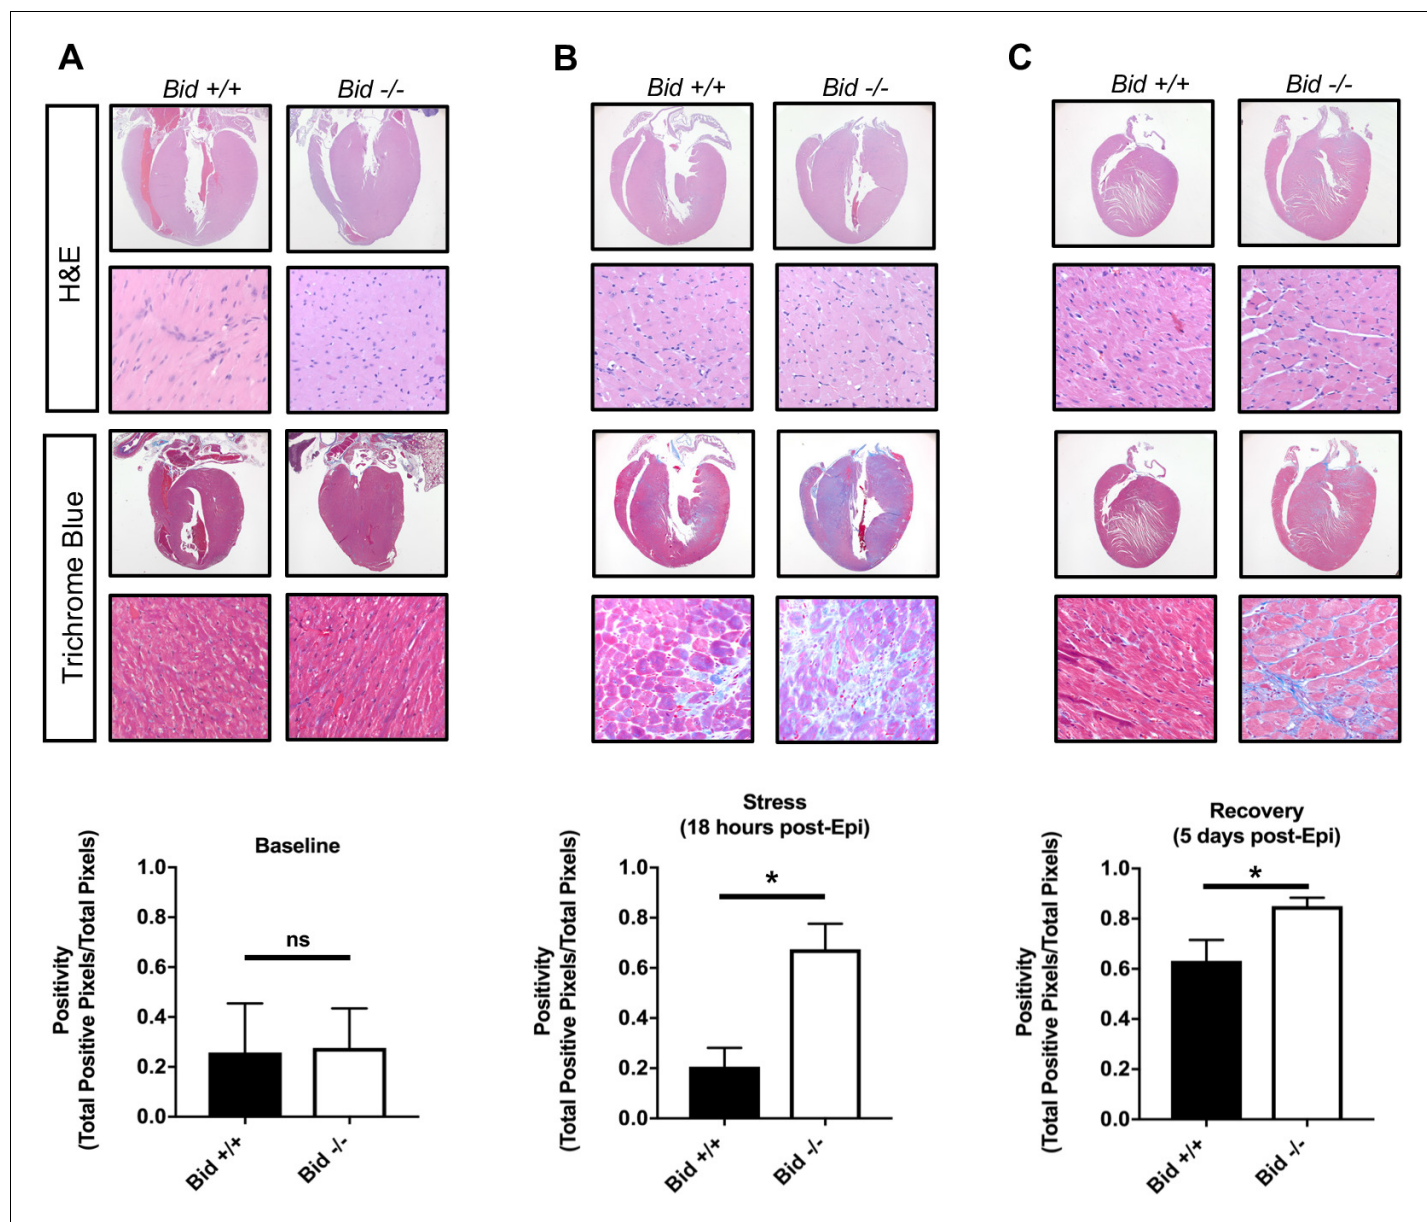 A
B
C
Bid +/+
Bid -/-
Bid +/+
Bid -/-
Bid +/+
Bid -/-
H&E
Trichrome Blue
Baseline
Positivity
(Total Positive Pixels/Total Pixels)
1.0
0.8
0.6
0.4
0.2
0.0
ns
Bid +/+
Bid -/-
Stress
(18 hours post-Epi)
Positivity
(Total Positive Pixels/Total Pixels)
1.0
0.8
0.6
0.4
0.2
0.0
*
Bid +/+
Bid -/-
Recovery
(5 days post-Epi)
Positivity
(Total Positive Pixels/Total Pixels)
1.0
0.8
0.6
0.4
0.2
0.0
*
Bid +/+
Bid -/-